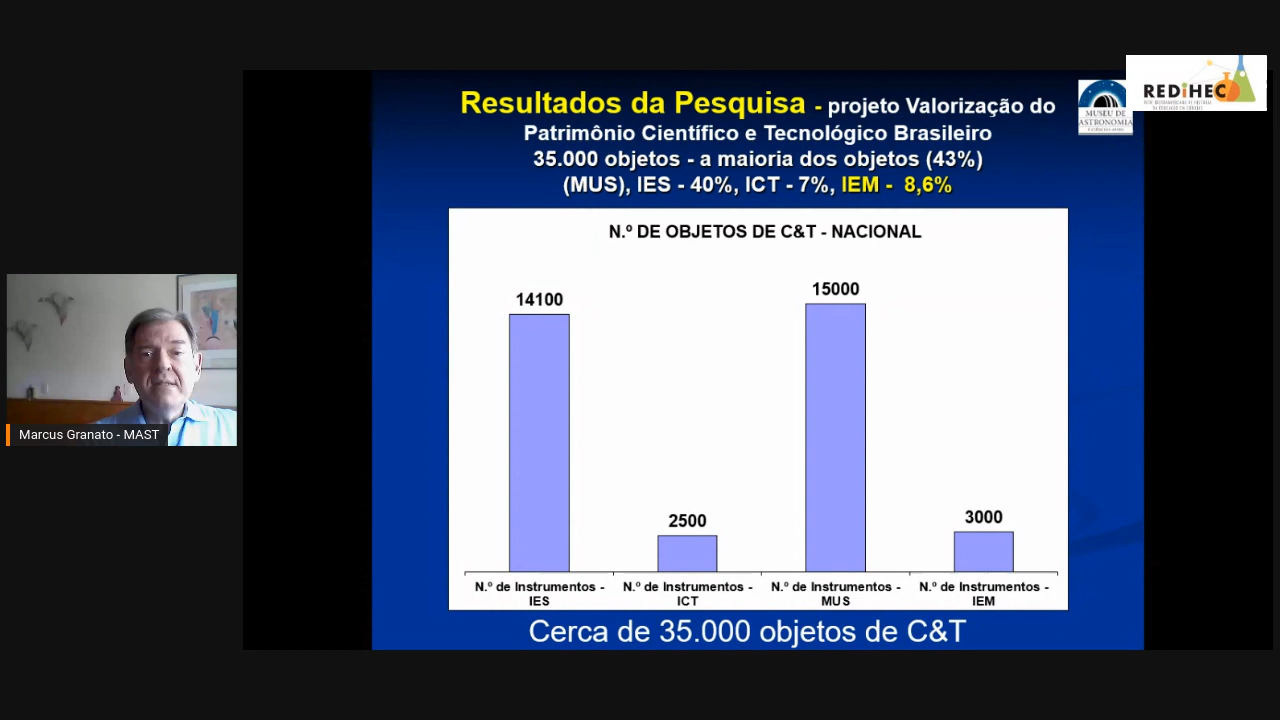 Resultados da Pesquisa - projeto Valorização do
Patrimônio Científico e Tecnológico Brasileiro
35.000 objetos - a maioria dos objetos (43%)
(MUS), IES - 40%, ICT - 7%, IEM - 8,6%
MUSEU DE
ASTRONOMIA
REDiHEC
N.º DE OBJETOS DE C&T - NACIONAL
14100
2500
15000
3000
N.º de Instrumentos -
IES
N.º de Instrumentos -
ICT
N.º de Instrumentos -
MUS
N.º de Instrumentos -
IEM
Cerca de 35.000 objetos de C&T
Marcus Granato - MAST